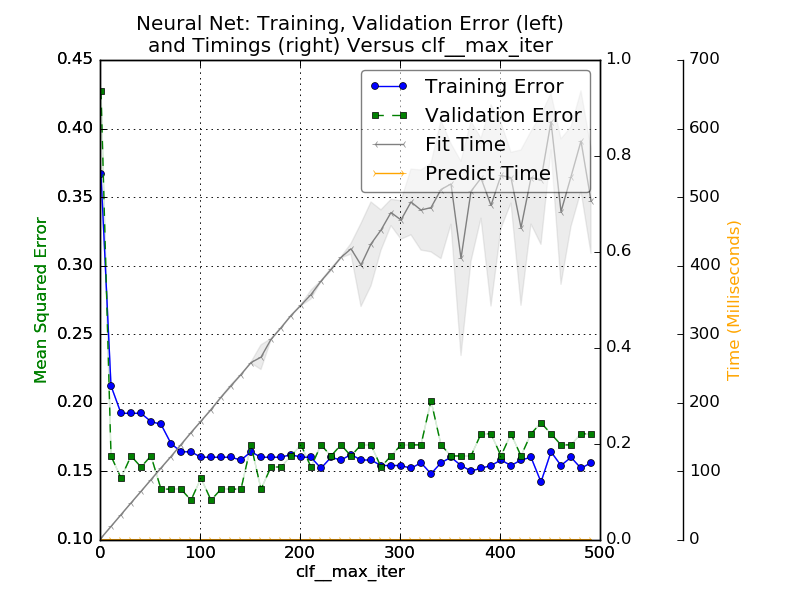 Neural Net: Training, Validation Error (left)
and Timings (right) Versus clf__max_iter
Training Error
Validation Error
Fit Time
Predict Time
Mean Squared Error
0.45
0.40
0.35
0.30
0.25
0.20
0.15
0.10
1.0
0.8
0.6
0.4
0.2
0.0
700
600
500
400
300
200
100
0
Time (Milliseconds)
0 100 200 300 400 500
clf__max_iter